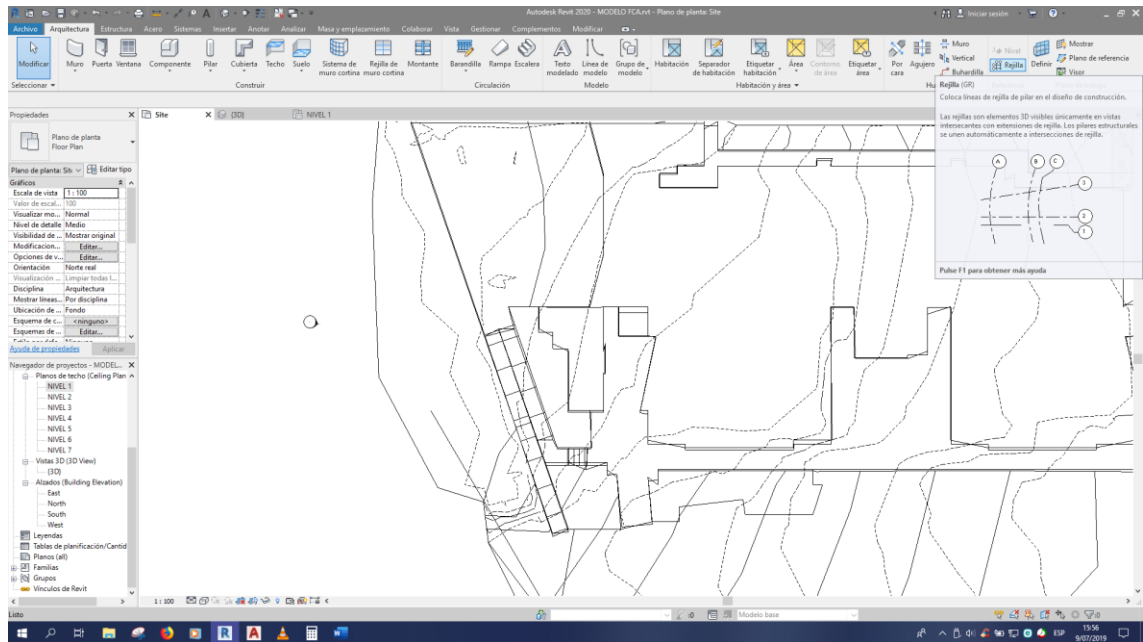 Autodesk Revit 2020 - MODELO FCA.rvt - Plano de planta: Site
Iniciar sesión
Archivo Arquitectura Estructura Acero Sistemas Insertar Anotar Analizar Masa y emplazamiento Colaborar Vista Gestionar Complementos Modificar
Modificar Muro Puerta Ventana Componente Pilar Cubierta Techo Suelo Sistema de muro cortina Rejilla de muro cortina Montante Barandilla Rampa Escalera Texto modelado Línea de modelo Grupo de modelo Habitación Separador de habitación Etiquetar habitación Área Contorno de área Etiquetar área Por cara Agujero
Muro
Vertical
Buhardilla
Nivel
Rejilla
Definir
Mostrar
Plano de referencia
Visor
Seleccionar
Construir
Circulación
Modelo
Habitación y área
Rejilla (GR)
Coloca líneas de rejilla de pilar en el diseño de construcción.
Las rejillas son elementos 3D visibles únicamente en vistas
intersecantes con extensiones de rejilla. Los pilares estructurales
se unen automáticamente a intersecciones de rejilla.
A B C
3
2
1
Pulse F1 para obtener más ayuda
Propiedades
Site
{3D}
NIVEL 1
Plano de planta
Floor Plan
Plano de planta: Sit
Editar tipo
Gráficos
Escala de vista 1 : 100
Valor de escal... 100
Visualizar mo... Normal
Nivel de detalle Medio
Visibilidad de ... Mostrar original
Modificacion... Editar...
Opciones de v... Editar...
Orientación Norte real
Visualización ... Limpiar todas l...
Disciplina Arquitectura
Mostrar líneas... Por disciplina
Ubicación de ... Fondo
Esquema de c... <ninguno>
Esquemas de ... Editar...
Ayuda de propiedades Aplicar
Navegador de proyectos - MODEL...
Planos de techo (Ceiling Plan
NIVEL 1
NIVEL 2
NIVEL 3
NIVEL 4
NIVEL 5
NIVEL 6
NIVEL 7
Vistas 3D (3D View)
{3D}
Alzados (Building Elevation)
East
North
South
West
Leyendas
Tablas de planificación/Cantid
Planos (all)
Familias
Grupos
Vínculos de Revit
1 : 100
Listo
:0
Modelo base
:0
ESP
15:56
9/07/2019